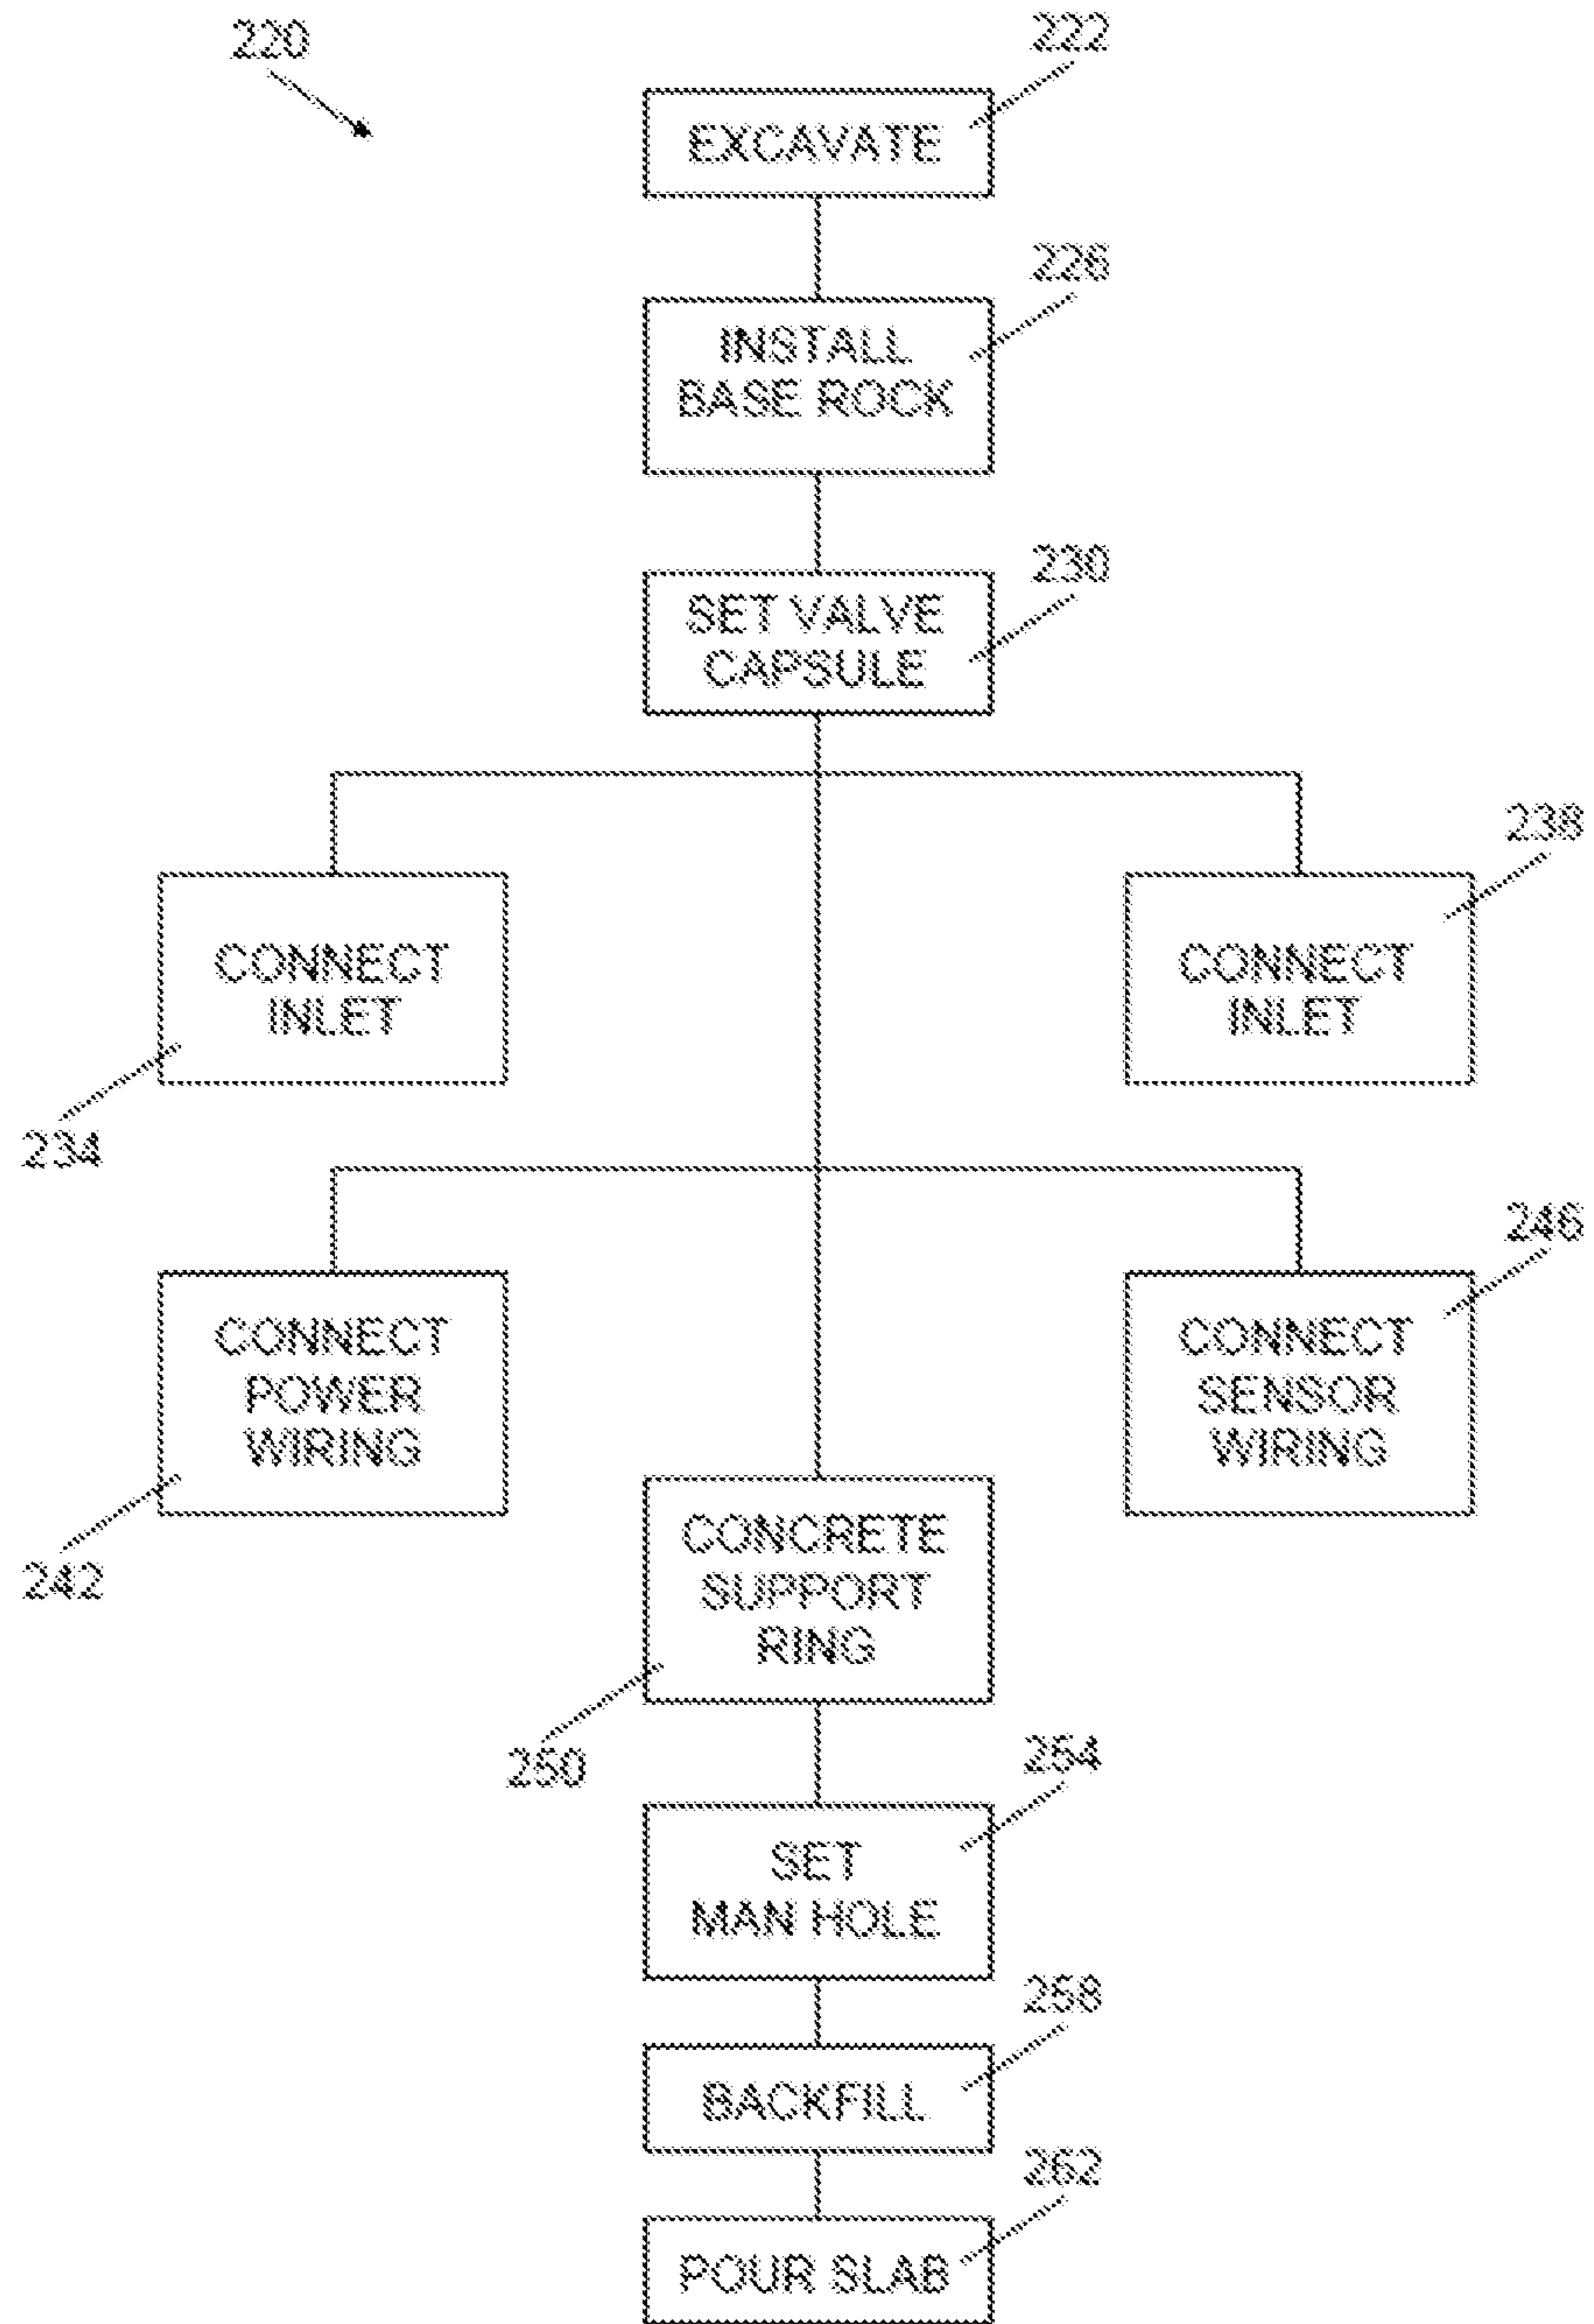 220
222
EXCAVATE
226
INSTALL
BASE ROCK
230
SET VALVE
CAPSULE
238
CONNECT
INLET
CONNECT
INLET
234
246
CONNECT
POWER
WIRING
CONNECT
SENSOR
WIRING
242
CONCRETE
SUPPORT
RING
250
254
SET
MAN HOLE
258
BACKFILL
262
POUR SLAB